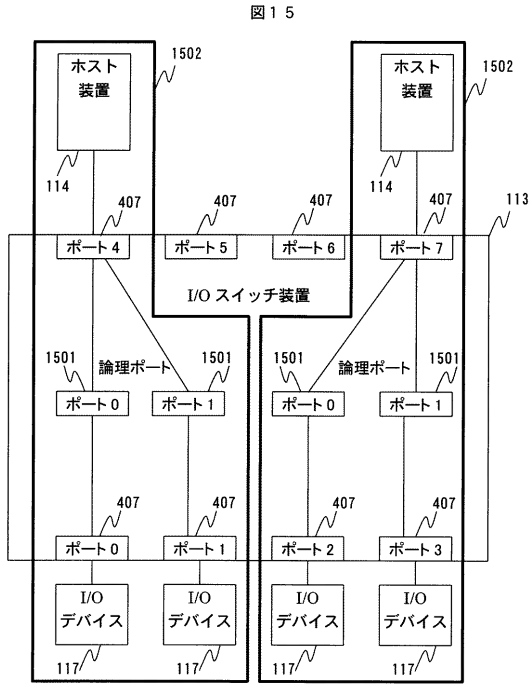 図１５
1502
1502
ホスト
装置
ホスト
装置
114
114
407
407
407
407
113
ポート4
ポート5
ポート6
ポート7
I/O スイッチ装置
1501
論理ポート
1501
1501
論理ポート
1501
ポート0
ポート1
ポート0
ポート1
407
407
407
407
ポート0
ポート1
ポート2
ポート3
I/O
デバイス
I/O
デバイス
I/O
デバイス
I/O
デバイス
117
117
117
117